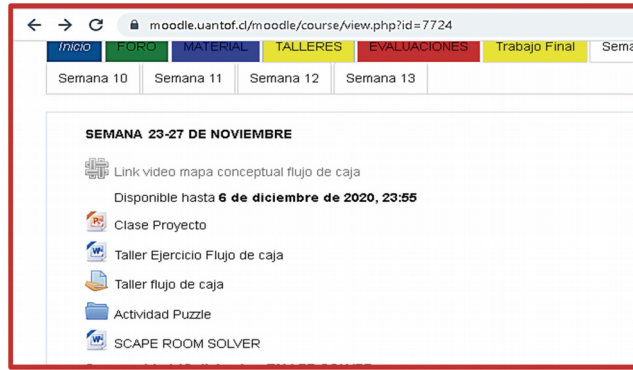 moodle.uantof.cl/moodle/course/view.php?id=7724
Inicio FORO MATERIAL TALLERES EVALUACIONES Trabajo Final
Semana 10 Semana 11 Semana 12 Semana 13
SEMANA 23-27 DE NOVIEMBRE
Link video mapa conceptual flujo de caja
Disponible hasta 6 de diciembre de 2020, 23:55
Clase Proyecto
Taller Ejercicio Flujo de caja
Taller flujo de caja
Actividad Puzzle
SCAPE ROOM SOLVER